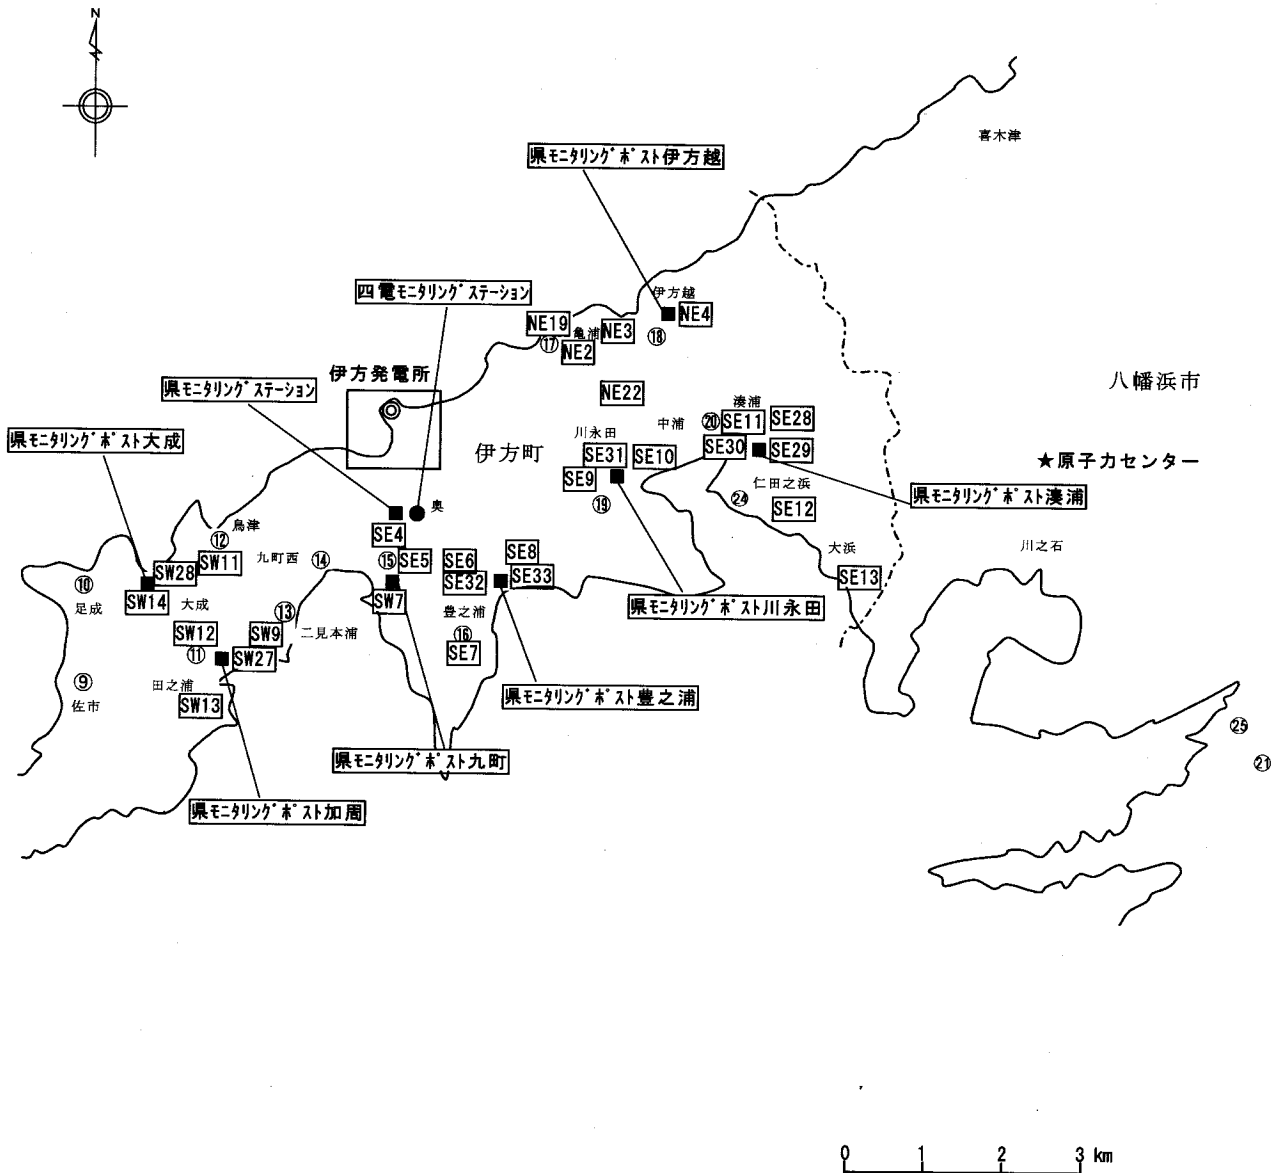 N
喜木津
県モニタリングポスト伊方越
四電モニタリングステーション
伊方越
NE4
NE19
亀浦
NE3
⑱
⑰
NE2
県モニタリングステーション
伊方発電所
NE22
八幡浜市
湊浦
中浦
⑳
SE11
SE28
県モニタリングポスト大成
伊方町
川永田
SE31
SE10
SE30
SE29
★原子力センター
SE9
仁田之浜
県モニタリングポスト湊浦
⑲
㉔
SE12
奥
鳥津
⑫
SE4
大浜
川之石
九町西
⑭
⑮
SE5
SE6
SE8
SW28
SW11
SE32
SE33
SE13
⑩
足成
SW14
大成
SW7
県モニタリングポスト川永田
⑬
豊之浦
SW12
SW9
二見本浦
⑯
⑪
SW27
SE7
⑨
田之浦
佐市
SW13
県モニタリングポスト豊之浦
㉕
県モニタリングポスト九町
㉑
県モニタリングポスト加周
0 1 2 3 km